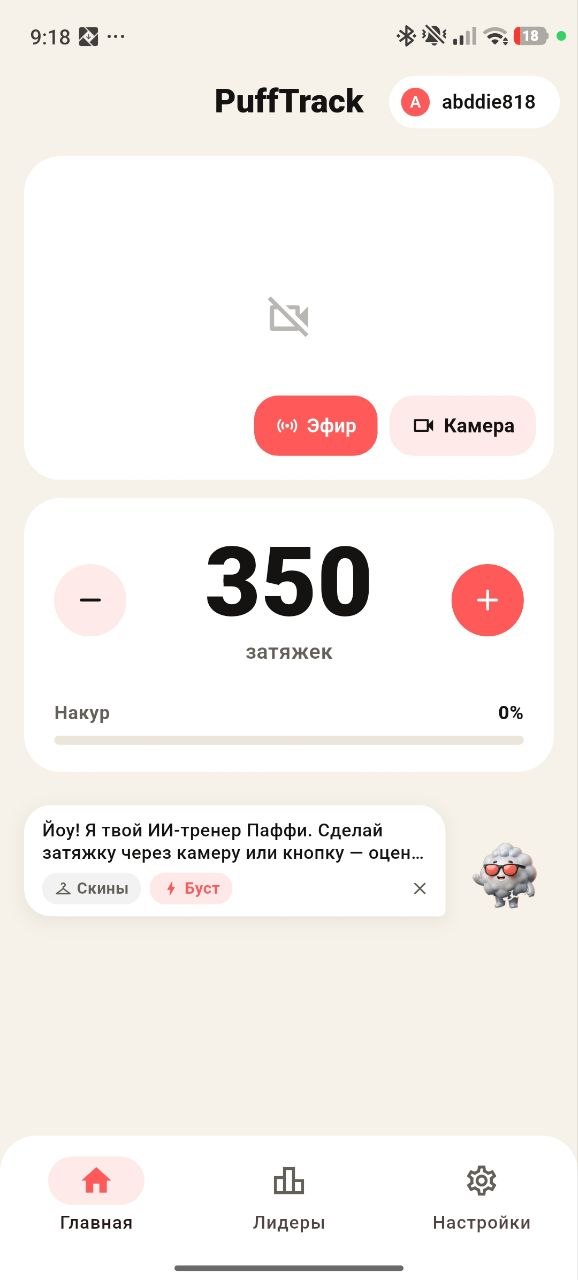 9:18
18
PuffTrack
A abddie818
Эфир
Камера
350
затяжек
Накур
0%
Йоу! Я твой ИИ-тренер Паффи. Сделай
затяжку через камеру или кнопку — оцен...
Скины
Буст
Главная
Лидеры
Настройки